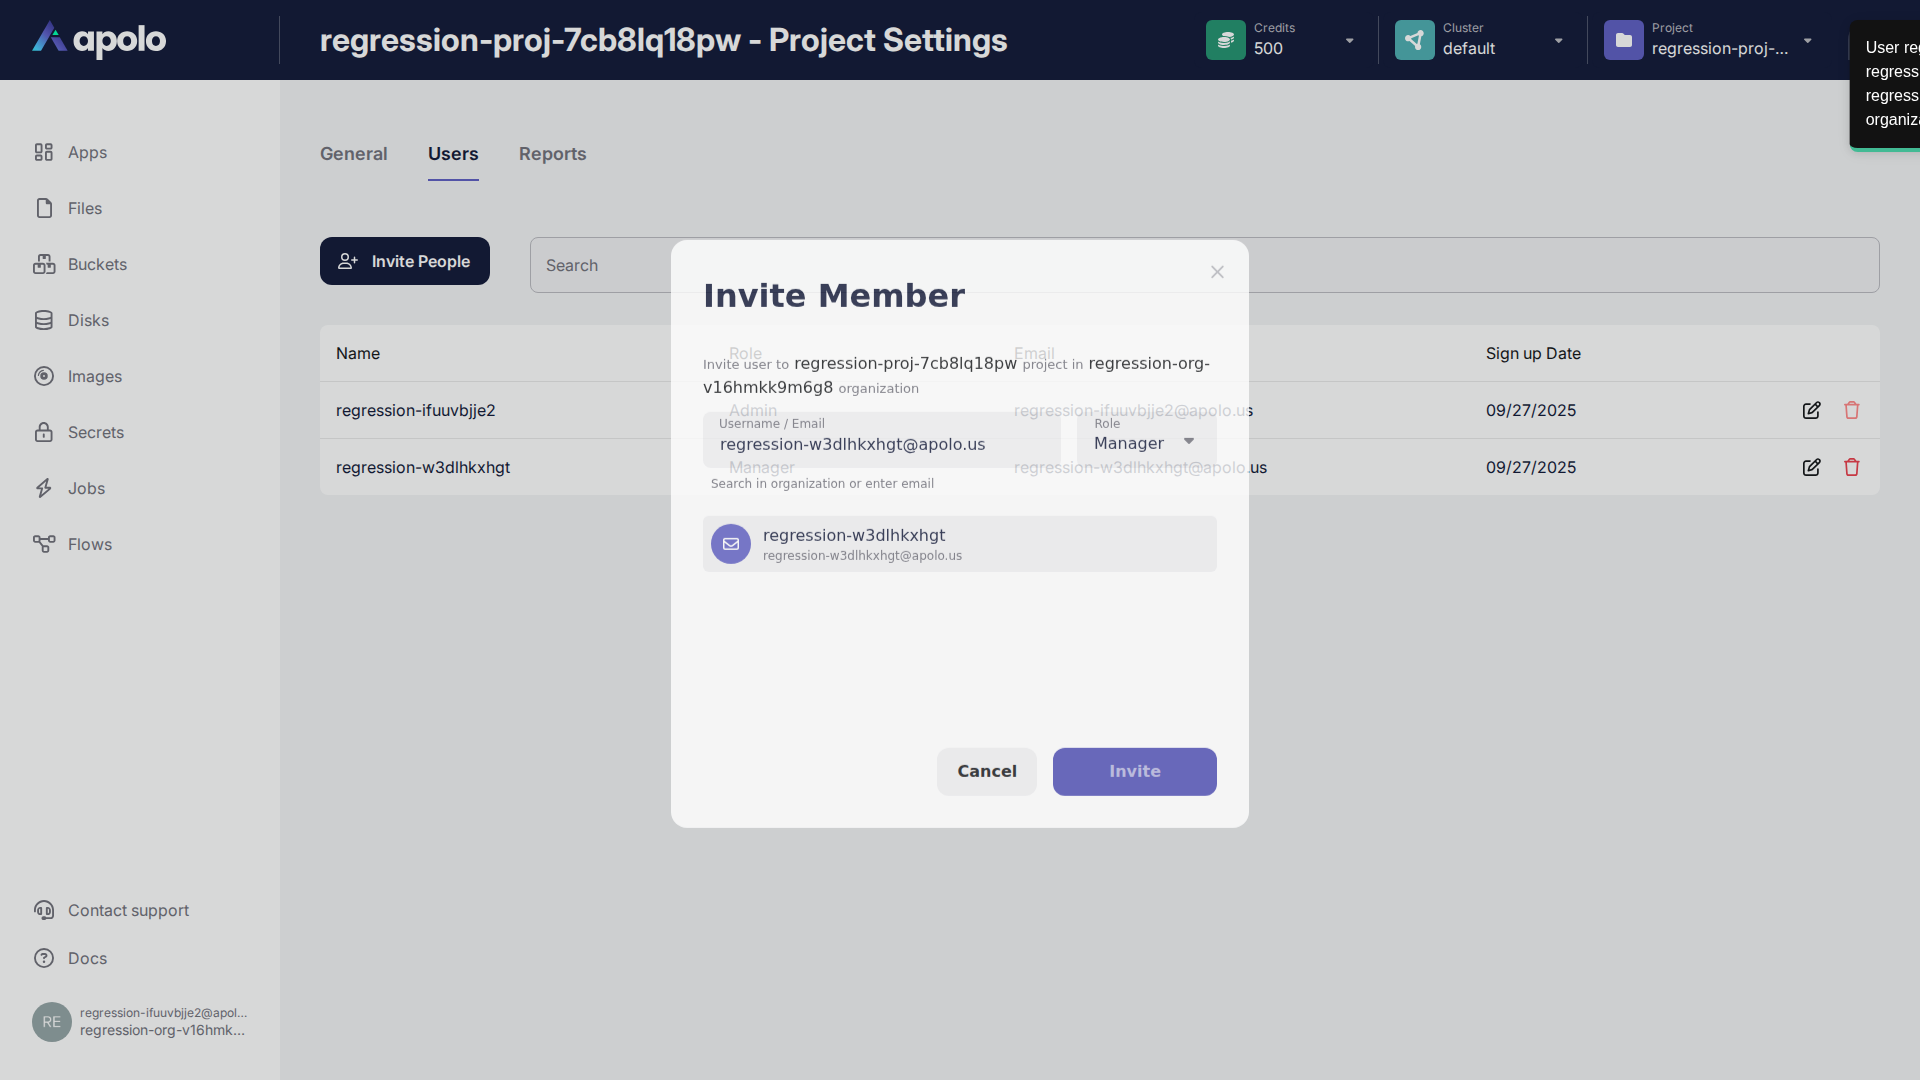 apolo
regression-proj-7cb8lq18pw - Project Settings
Credits
500
Cluster
default
Project
regression-proj-...
User
Apps
Files
Buckets
Disks
Images
Secrets
Jobs
Flows
Contact support
Docs
RE
regression-ifuuvbjje2@apol...
regression-org-v16hmk...
General
Users
Reports
Invite People
Search
Name
Role
Email
Sign up Date
regression-ifuuvbjje2
Admin
regression-ifuuvbjje2@apolo.us
09/27/2025
regression-w3dlhkxhgt
Manager
regression-w3dlhkxhgt@apolo.us
09/27/2025
Invite Member
Invite user to regression-proj-7cb8lq18pw project in regression-org-
v16hmkk9m6g8 organization
Username / Email
regression-w3dlhkxhgt@apolo.us
Role
Manager
Search in organization or enter email
regression-w3dlhkxhgt
regression-w3dlhkxhgt@apolo.us
Cancel
Invite